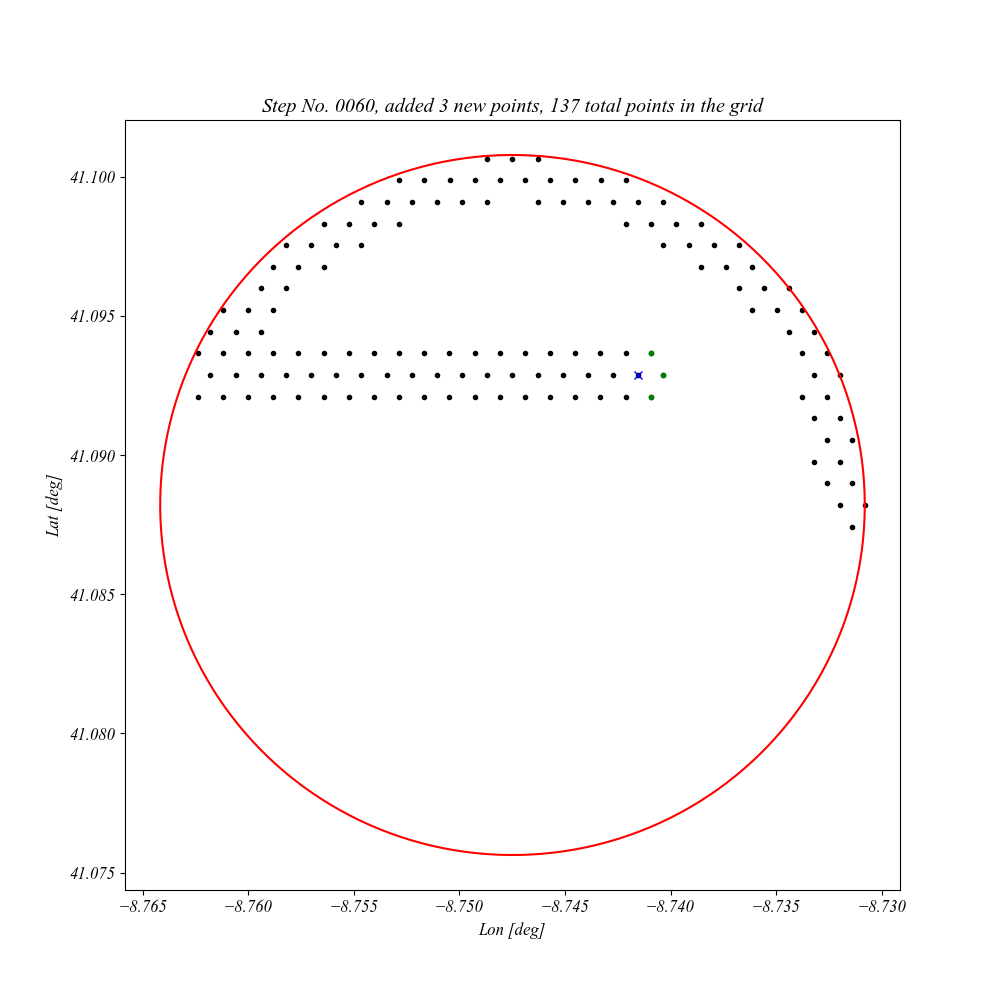 Step No. 0060, added 3 new points, 137 total points in the grid
41.100
41.095
41.090
41.085
41.080
41.075
Lat [deg]
−8.765 −8.760 −8.755 −8.750 −8.745 −8.740 −8.735 −8.730
Lon [deg]